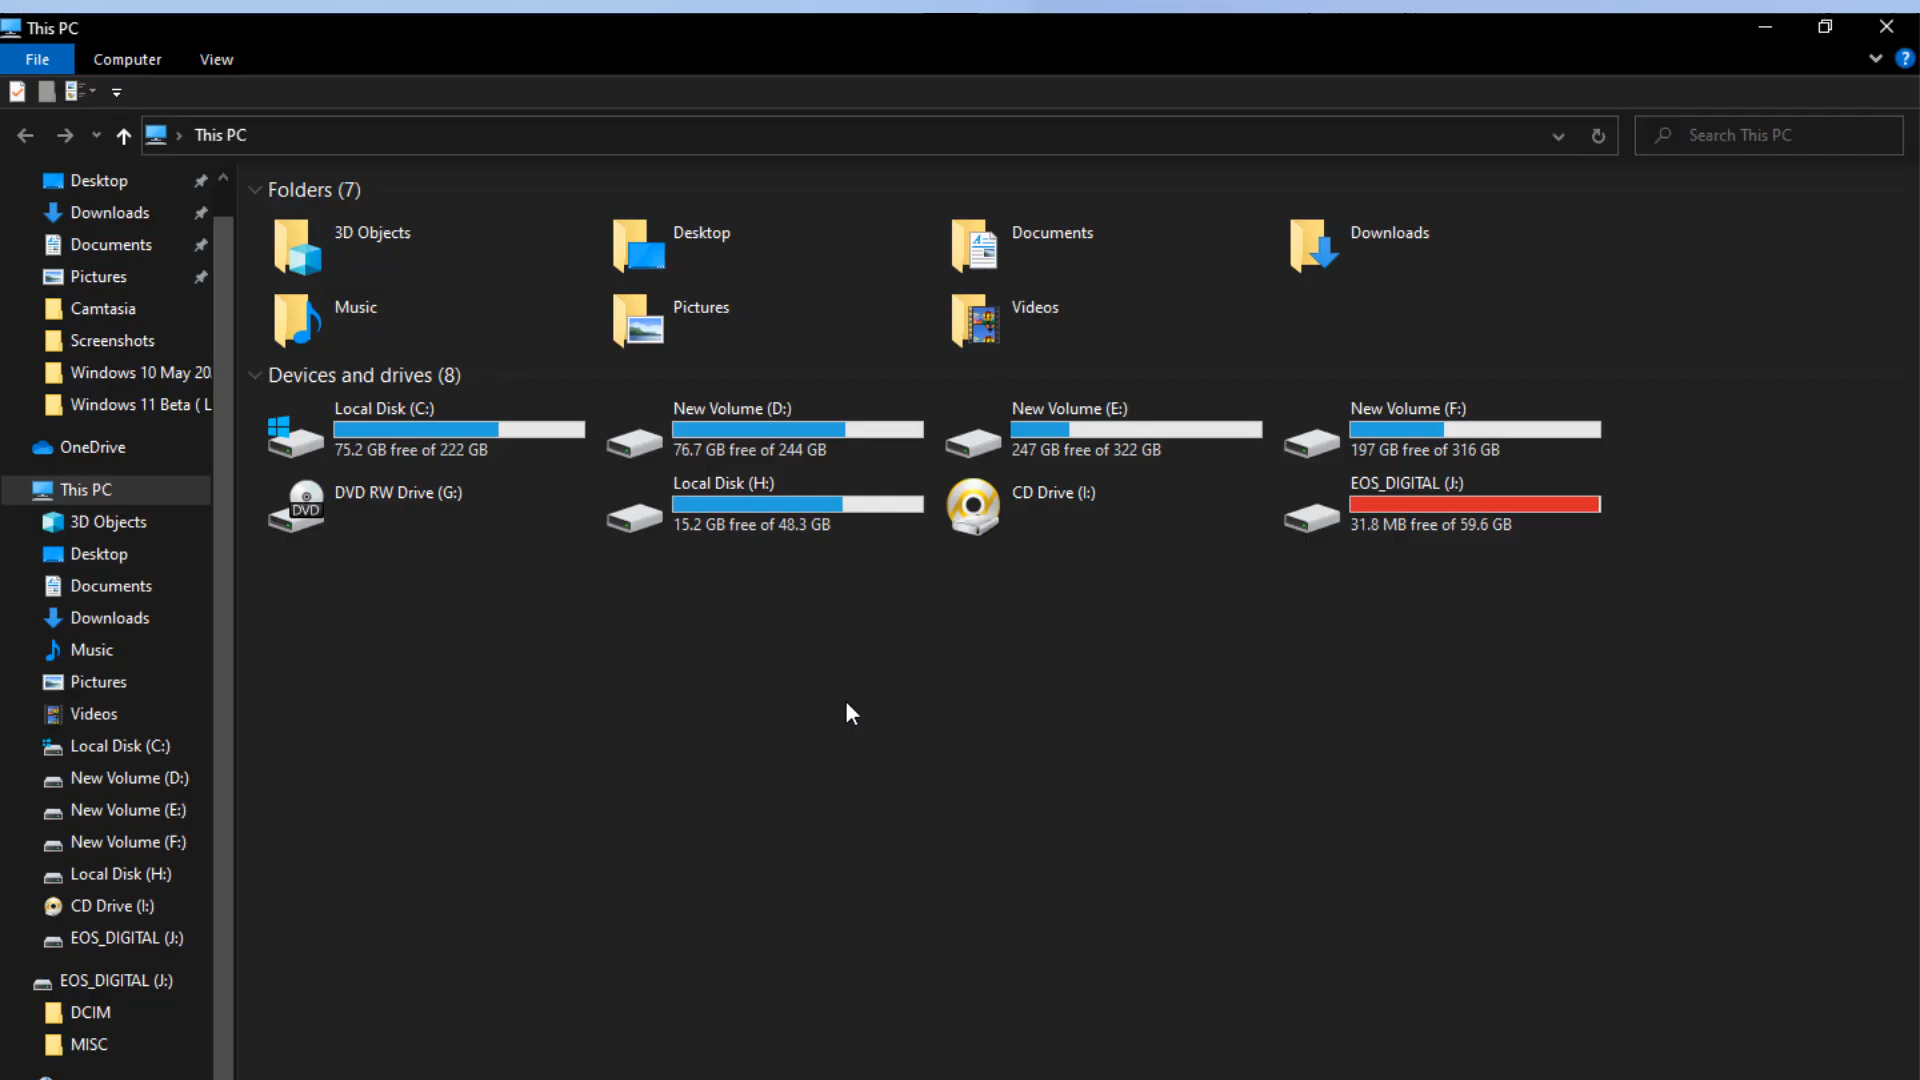 This PC
File Computer View
This PC
Search This PC
Desktop
Downloads
Documents
Pictures
Camtasia
Screenshots
Windows 10 May 20
Windows 11 Beta ( L
OneDrive
This PC
3D Objects
Desktop
Documents
Downloads
Music
Pictures
Videos
Local Disk (C:)
New Volume (D:)
New Volume (E:)
New Volume (F:)
Local Disk (H:)
CD Drive (I:)
EOS_DIGITAL (J:)
EOS_DIGITAL (J:)
DCIM
MISC
Folders (7)
3D Objects
Desktop
Documents
Downloads
Music
Pictures
Videos
Devices and drives (8)
Local Disk (C:)
75.2 GB free of 222 GB
New Volume (D:)
76.7 GB free of 244 GB
New Volume (E:)
247 GB free of 322 GB
New Volume (F:)
197 GB free of 316 GB
DVD
DVD RW Drive (G:)
Local Disk (H:)
15.2 GB free of 48.3 GB
CD Drive (I:)
EOS_DIGITAL (J:)
31.8 MB free of 59.6 GB